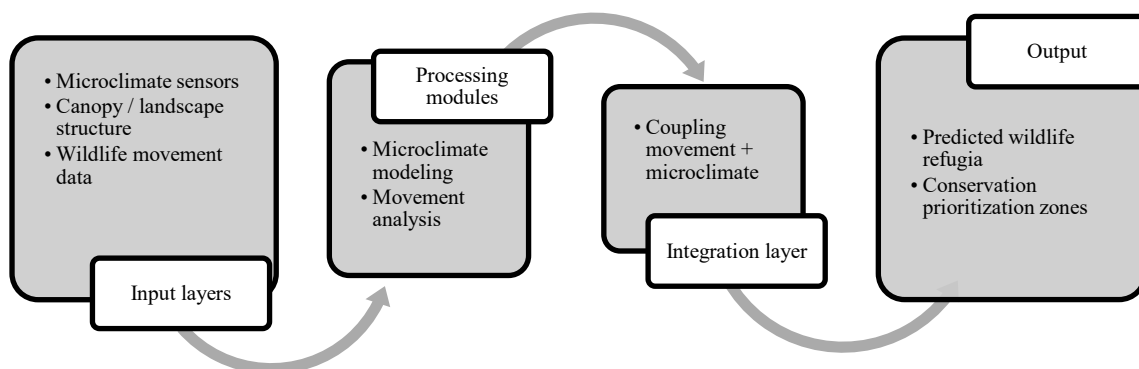 • Microclimate sensors
• Canopy / landscape
structure
• Wildlife movement
data
Input layers
Processing
modules
• Microclimate
modeling
• Movement
analysis
• Coupling
movement +
microclimate
Integration layer
Output
• Predicted wildlife
refugia
• Conservation
prioritization zones